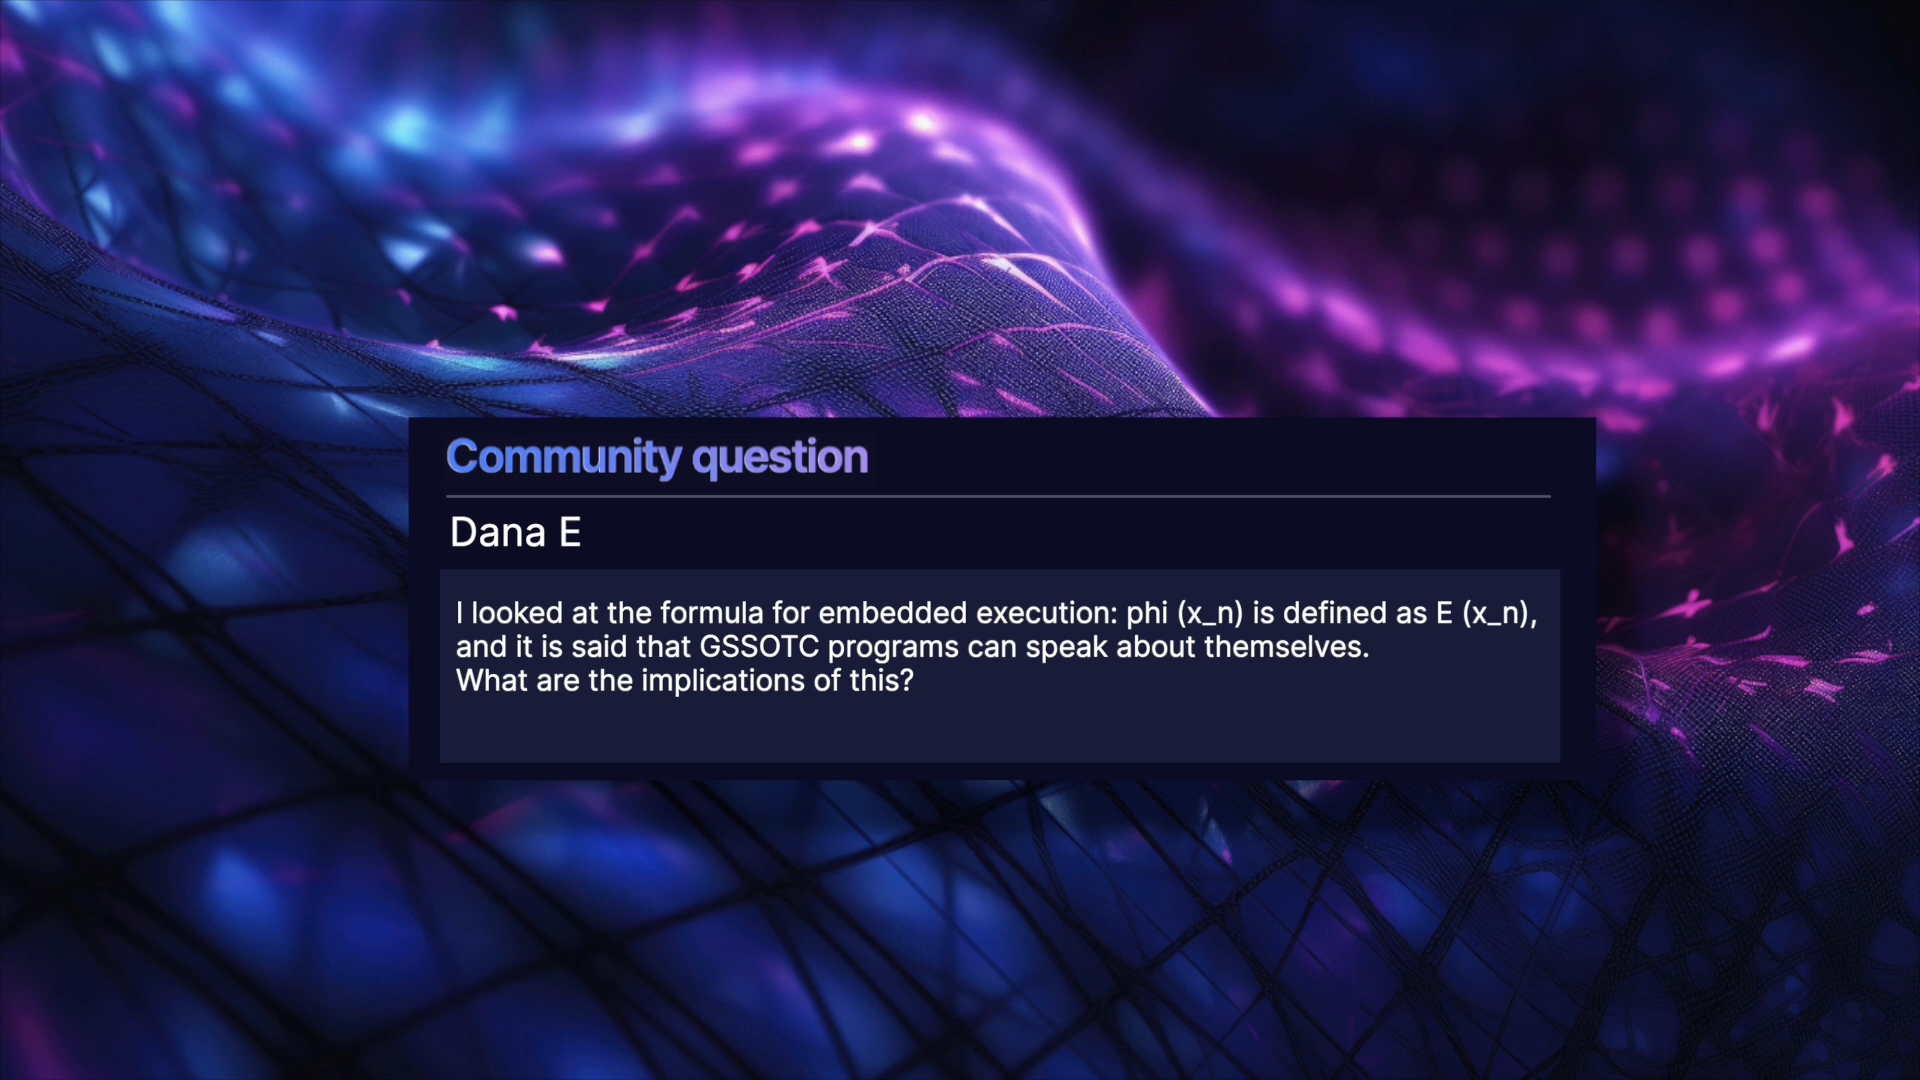 Community question
Dana E
I looked at the formula for embedded execution: phi (x_n) is defined as E (x_n),
and it is said that GSSOTC programs can speak about themselves.
What are the implications of this?